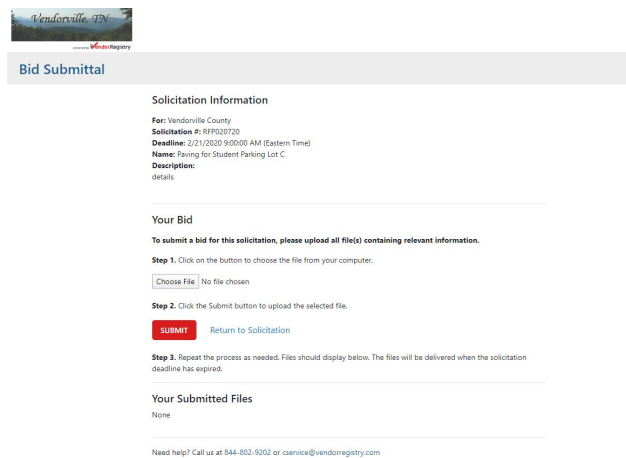 Vendorville, TN
powered by VendorRegistry
Bid Submittal
Solicitation Information
For: Vendorville County
Solicitation #: RFP020720
Deadline: 2/21/2020 9:00:00 AM (Eastern Time)
Name: Paving for Student Parking Lot C
Description:
details
Your Bid
To submit a bid for this solicitation, please upload all file(s) containing relevant information.
Step 1. Click on the button to choose the file from your computer.
Choose File No file chosen
Step 2. Click the Submit button to upload the selected file.
SUBMIT Return to Solicitation
Step 3. Repeat the process as needed. Files should display below. The files will be delivered when the solicitation
deadline has expired.
Your Submitted Files
None
Need help? Call us at 844-802-9202 or cservice@vendorregistry.com